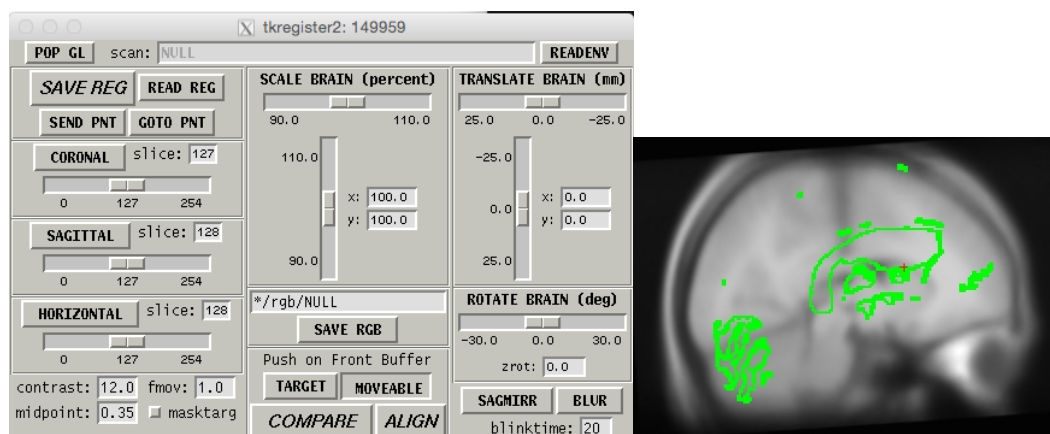 X tkregister2: 149959
POP GL scan: NULL READENV
SAVE REG READ REG
SEND PNT GOTO PNT
CORONAL slice: 127
0 127 254
SAGITTAL slice: 128
0 127 254
HORIZONTAL slice: 128
0 127 254
contrast: 12.0 fmov: 1.0
midpoint: 0.35 masktarg
SCALE BRAIN (percent)
90.0 110.0
110.0
x: 100.0
y: 100.0
90.0
*/rgb/NULL
SAVE RGB
Push on Front Buffer
TARGET MOVEABLE
COMPARE ALIGN
TRANSLATE BRAIN (mm)
25.0 0.0 -25.0
-25.0
x: 0.0
0.0
y: 0.0
25.0
ROTATE BRAIN (deg)
-30.0 0.0 30.0
zrot: 0.0
SAGMIRR BLUR
blinktime: 20